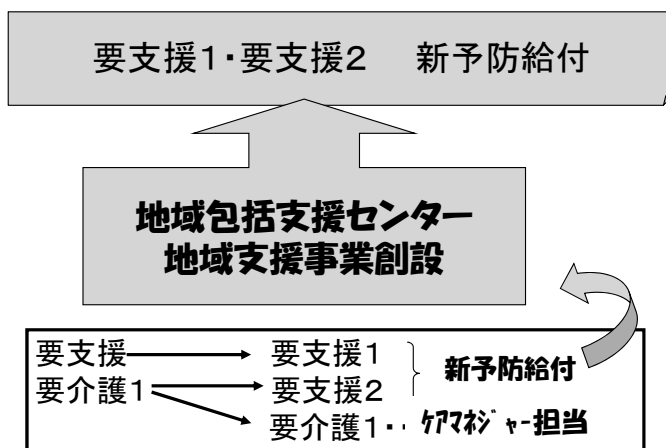 要支援1・要支援2　新予防給付
地域包括支援センター
地域支援事業創設
要支援 要支援1
要介護1 要支援2 新予防給付
要介護1・・ケアマネジャー担当